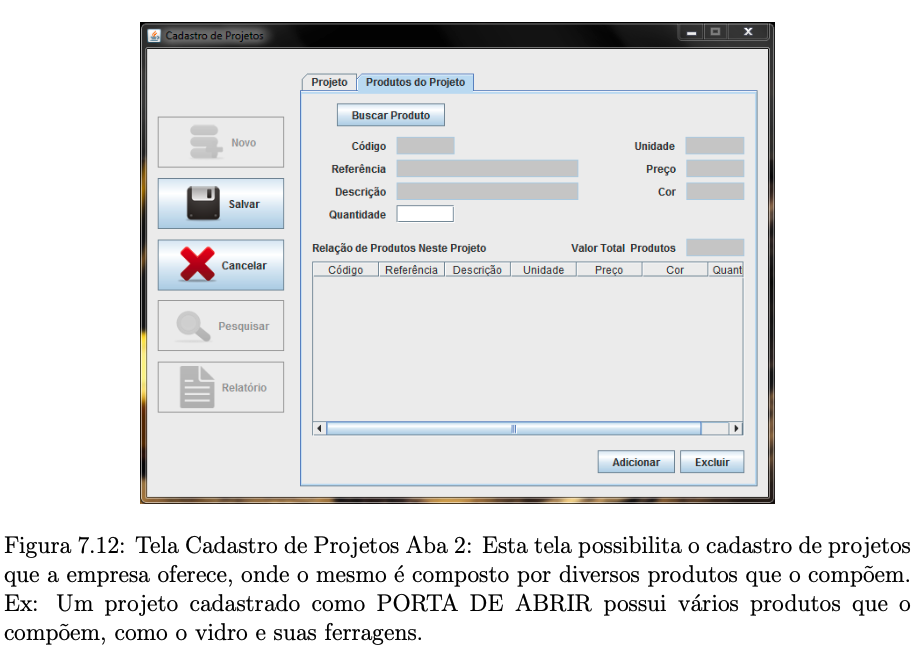 Cadastro de Projetos
Projeto Produtos do Projeto
Buscar Produto
Novo
Salvar
Cancelar
Pesquisar
Relatório
Código
Unidade
Referência
Preço
Descrição
Cor
Quantidade
Relação de Produtos Neste Projeto
Valor Total Produtos
Código Referência Descrição Unidade Preço Cor Quant
Adicionar Excluir
Figura 7.12: Tela Cadastro de Projetos Aba 2: Esta tela possibilita o cadastro de projetos
que a empresa oferece, onde o mesmo é composto por diversos produtos que o compõem.
Ex: Um projeto cadastrado como PORTA DE ABRIR possui vários produtos que o
compõem, como o vidro e suas ferragens.